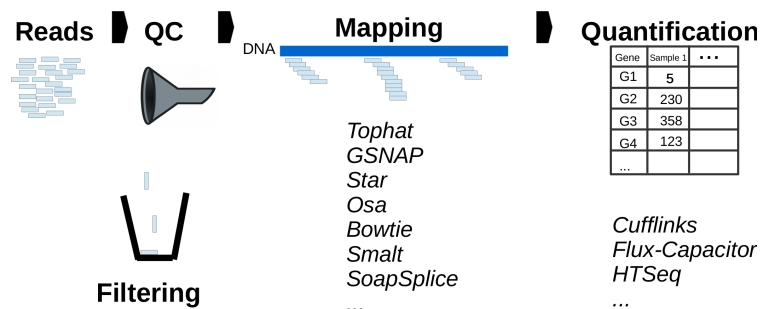 Reads
QC
Mapping
Quantification
DNA
Gene Sample 1 ...
G1 5
G2 230
G3 358
G4 123
...
Tophat
GSNAP
Star
Osa
Bowtie
Smalt
SoapSplice
...
Cufflinks
Flux-Capacitor
HTSeq
...
Filtering